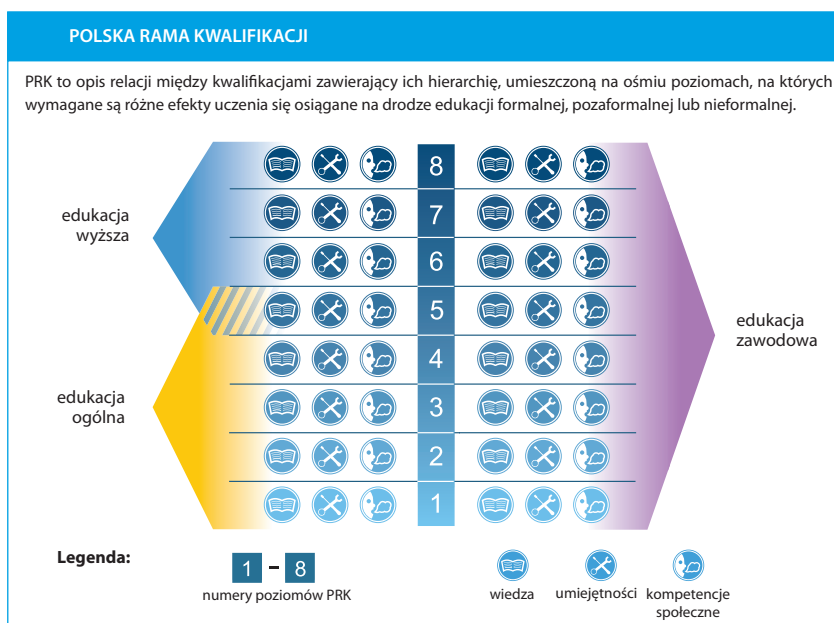 POLSKA RAMA KWALIFIKACJI
PRK to opis relacji między kwalifikacjami zawierający ich hierarchię, umieszczoną na ośmiu poziomach, na których
wymagane są różne efekty uczenia się osiągane na drodze edukacji formalnej, pozaformalnej lub nieformalnej.
8
edukacja
wyższa
7
6
5
edukacja
zawodowa
4
edukacja
ogólna
3
2
1
Legenda:
1 – 8
numery poziomów PRK
wiedza
umiejętności
kompetencje
społeczne